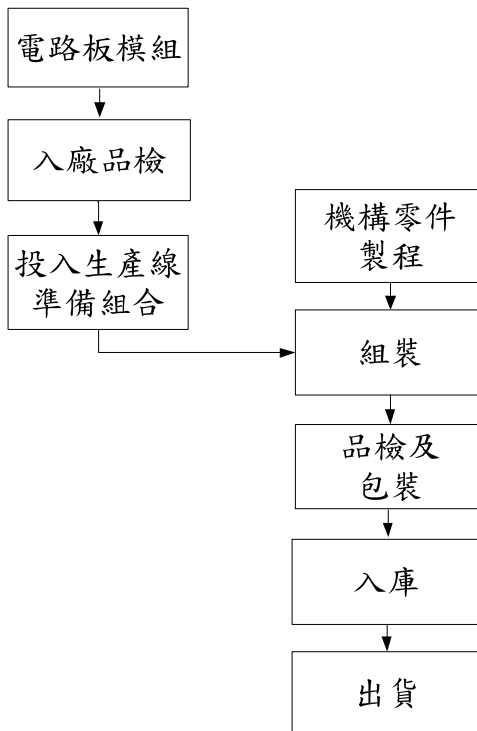 電路板模組
入廠品檢
投入生產線
準備組合
機構零件
製程
組裝
品檢及
包裝
入庫
出貨